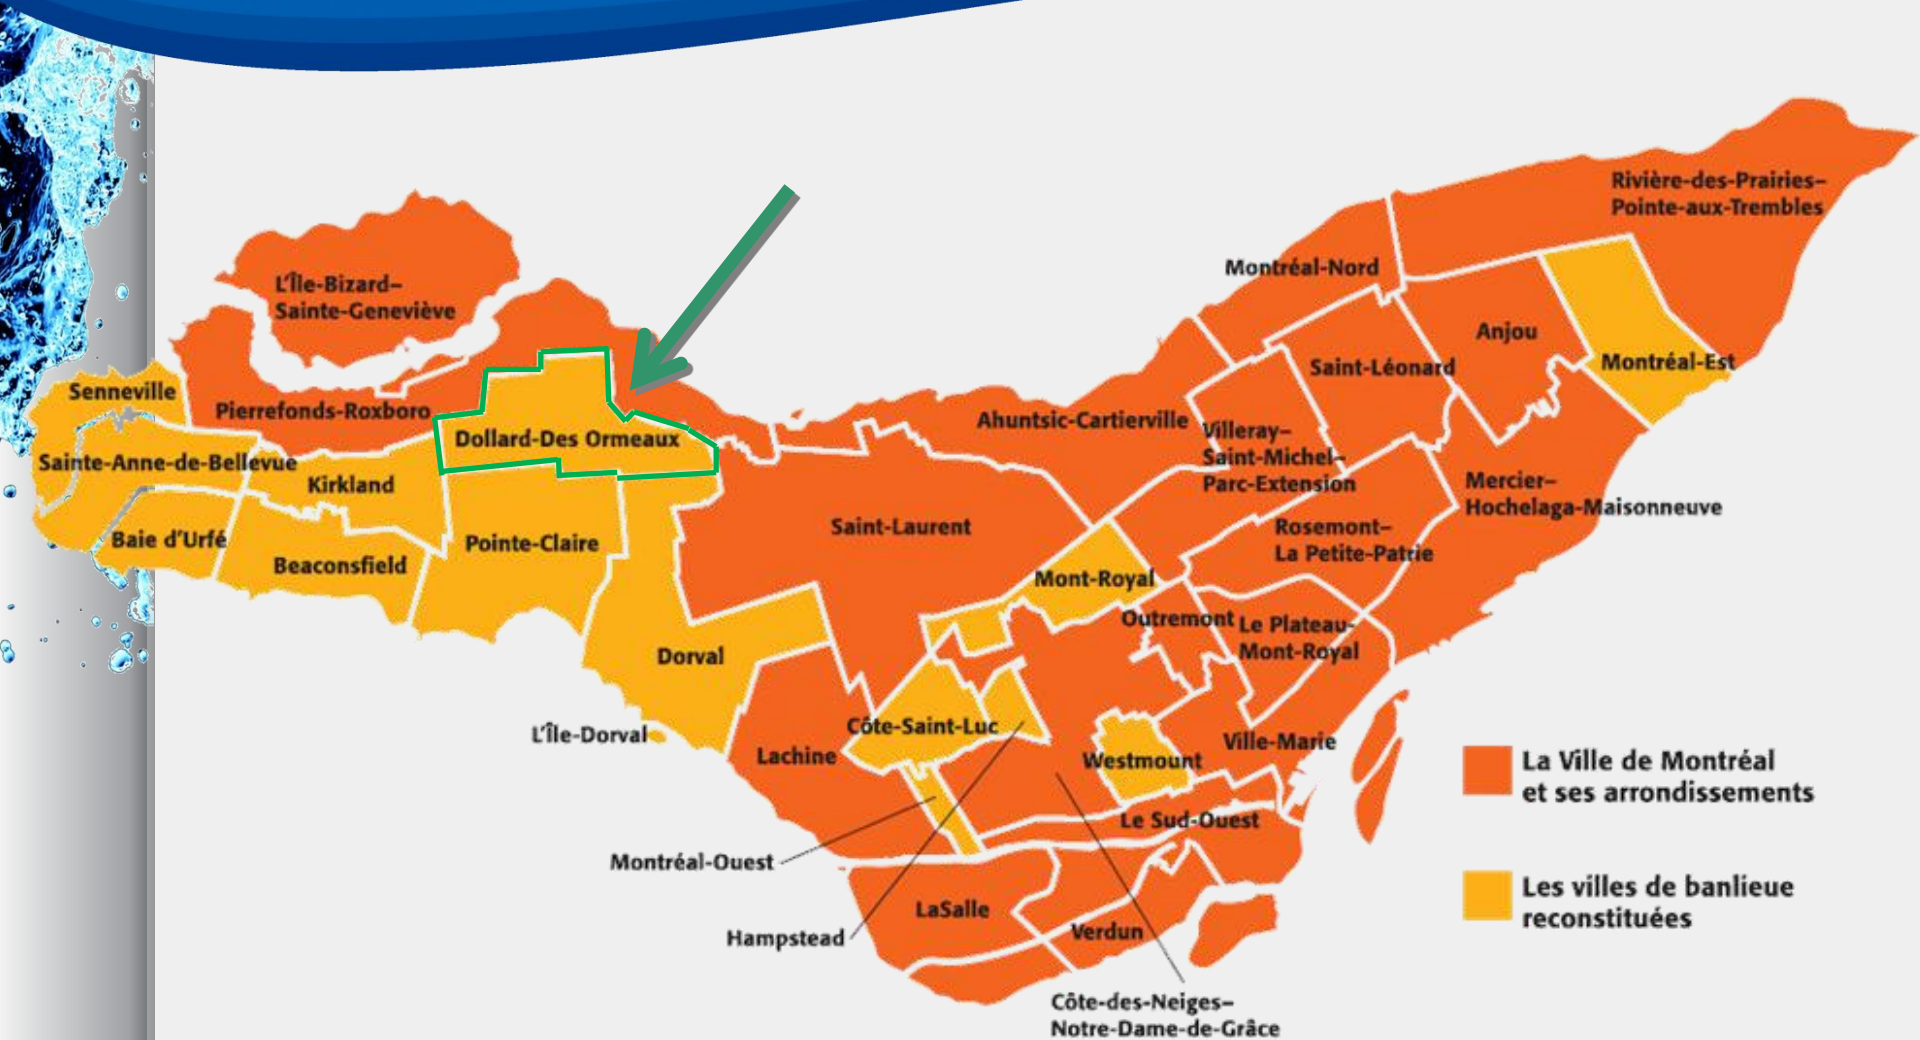 Rivière-des-Prairies–
Pointe-aux-Trembles
Montréal-Nord
L'Île-Bizard–
Sainte-Geneviève
Anjou
Montréal-Est
Saint-Léonard
Senneville
Pierrefonds-Roxboro
Ahuntsic-Cartierville
Villeray–
Saint-Michel–
Parc-Extension
Dollard-Des Ormeaux
Sainte-Anne-de-Bellevue
Kirkland
Mercier–
Hochelaga-Maisonneuve
Saint-Laurent
Rosemont–
La Petite-Patrie
Baie d'Urfé
Pointe-Claire
Beaconsfield
Mont-Royal
Outremont
Le Plateau-
Mont-Royal
Dorval
L'Île-Dorval
Côte-Saint-Luc
Lachine
Westmount
Ville-Marie
La Ville de Montréal
et ses arrondissements
Le Sud-Ouest
Montréal-Ouest
Les villes de banlieue
reconstituées
LaSalle
Hampstead
Verdun
Côte-des-Neiges–
Notre-Dame-de-Grâce